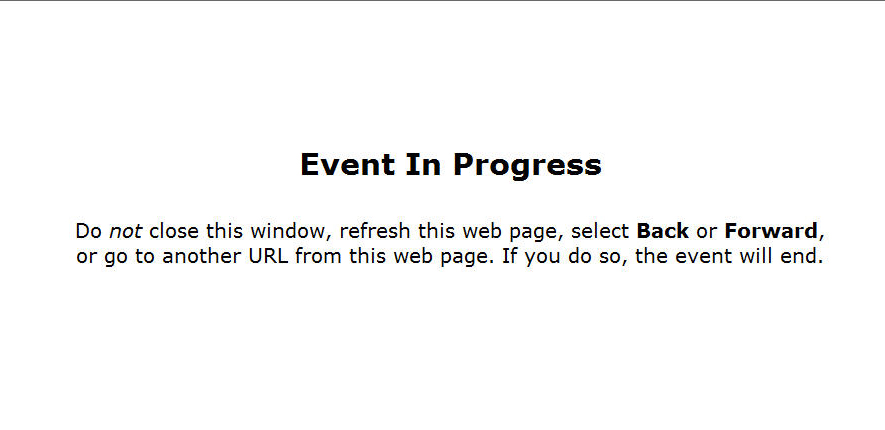 Event In Progress
Do not close this window, refresh this web page, select Back or Forward,
or go to another URL from this web page. If you do so, the event will end.